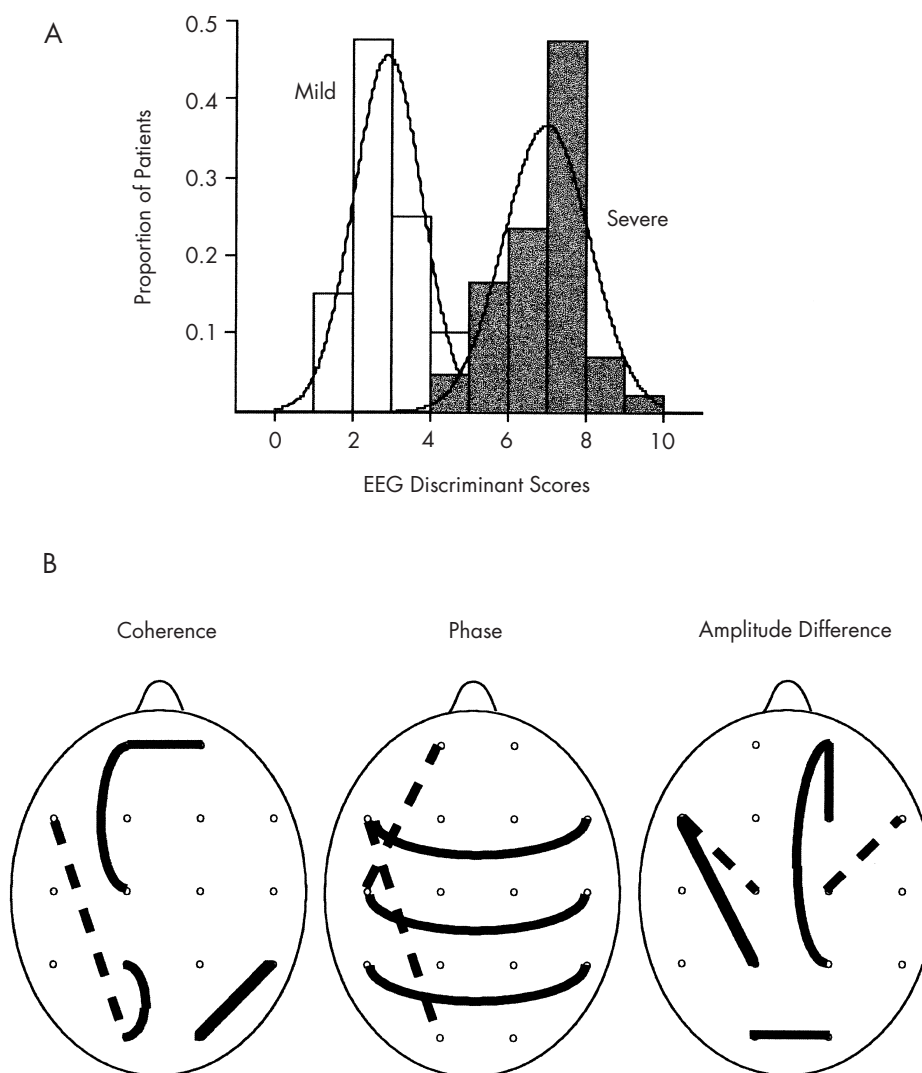 A
0.5
0.4
0.3
0.2
0.1
Proportion of Patients
Mild
Severe
0 2 4 6 8 10
EEG Discriminant Scores
B
Coherence Phase Amplitude Difference